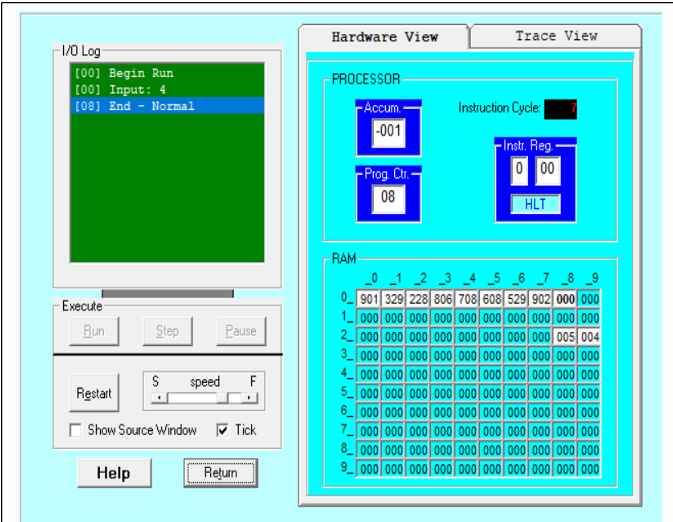 Hardware View
Trace View
I/O Log
[00] Begin Run
[00] Input: 4
[08] End - Normal
PROCESSOR
Accum.
-001
Instruction Cycle: 7
Prog. Ctr.
08
Instr. Reg.
0 00
HLT
RAM
_0 _1 _2 _3 _4 _5 _6 _7 _8 _9
0_ 901 329 228 806 708 608 529 902 000 000
1_ 000 000 000 000 000 000 000 000 000 000
2_ 000 000 000 000 000 000 000 000 005 004
3_ 000 000 000 000 000 000 000 000 000 000
4_ 000 000 000 000 000 000 000 000 000 000
5_ 000 000 000 000 000 000 000 000 000 000
6_ 000 000 000 000 000 000 000 000 000 000
7_ 000 000 000 000 000 000 000 000 000 000
8_ 000 000 000 000 000 000 000 000 000 000
9_ 000 000 000 000 000 000 000 000 000 000
Execute
Run Step Pause
Restart
S speed F
Show Source Window Tick
Help Return